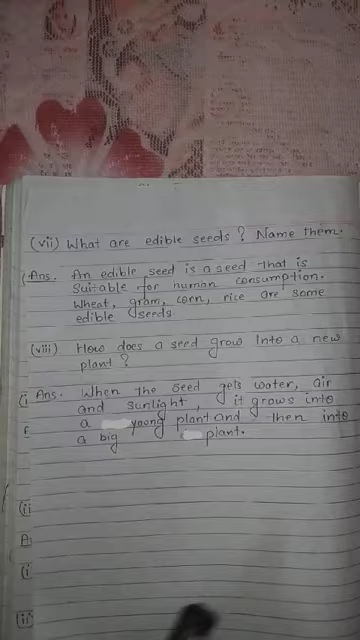 (vii) What are edible seeds? Name them.
Ans. An edible seed is a seed that is
suitable for human consumption.
Wheat, gram, corn, rice are some
edible seeds.
(viii) How does a seed grow into a new
plant?
Ans. When the seed gets water, air
and sunlight, it grows into
a young plant and then into
a big plant.
(ii
A
(i
(ii